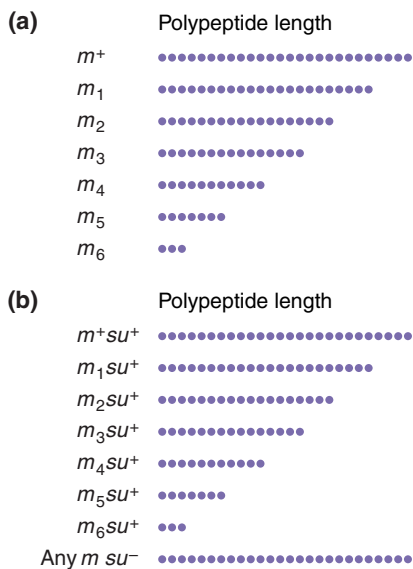 (a) Polypeptide length
m⁺
m₁
m₂
m₃
m₄
m₅
m₆
(b) Polypeptide length
m⁺su⁺
m₁su⁺
m₂su⁺
m₃su⁺
m₄su⁺
m₅su⁺
m₆su⁺
Any m su⁻